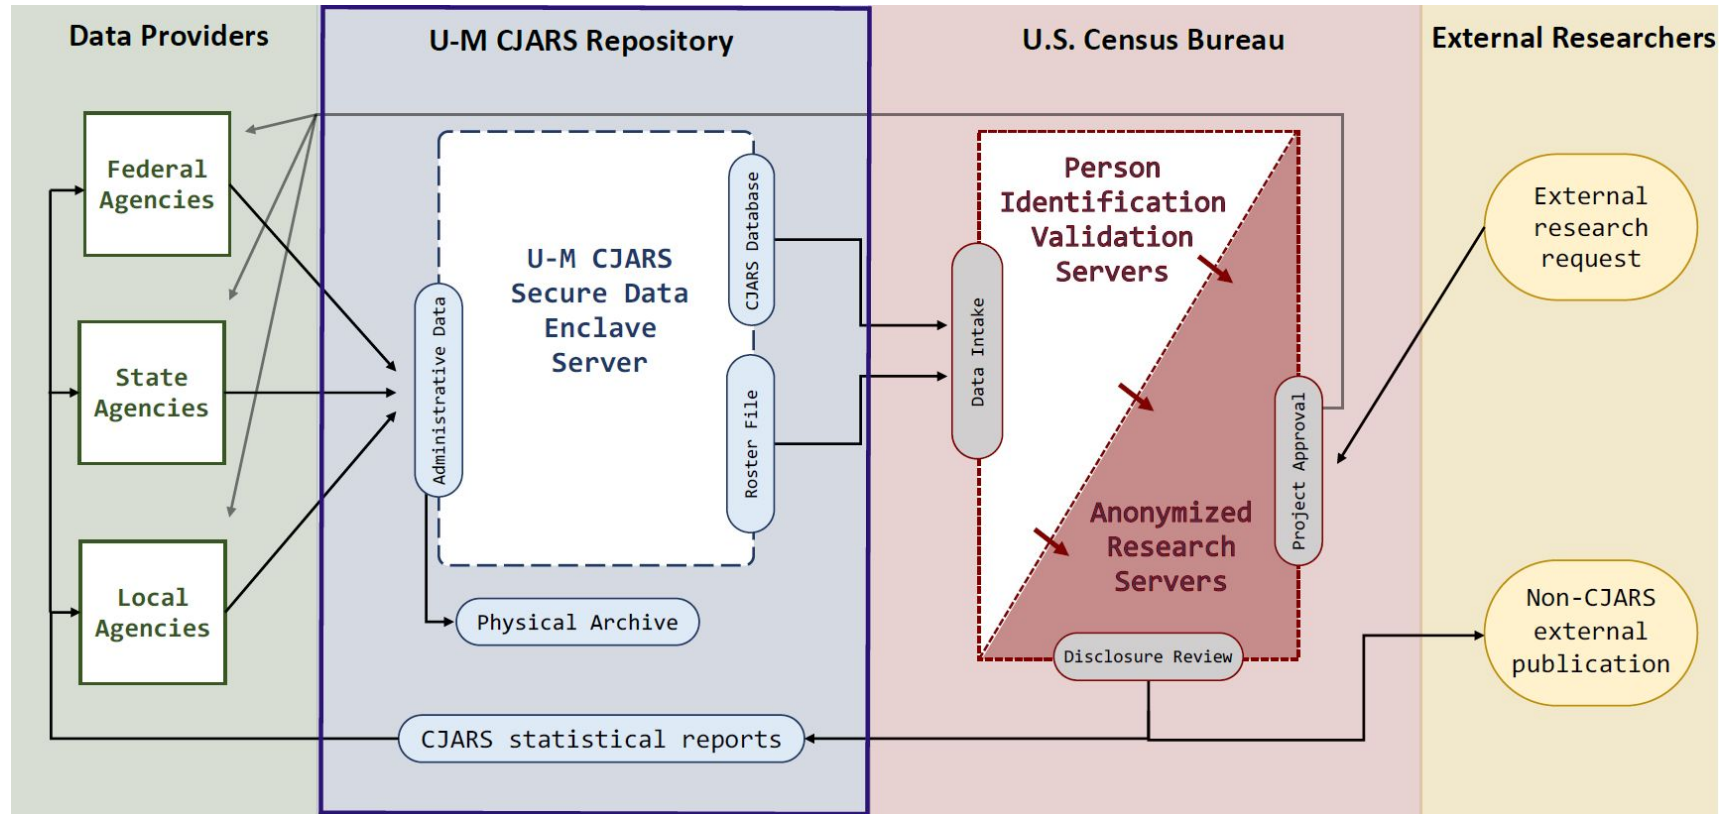 Data Providers
U-M CJARS Repository
U.S. Census Bureau
External Researchers
Federal
Agencies
State
Agencies
Local
Agencies
Administrative Data
U-M CJARS
Secure Data
Enclave
Server
CJARS Database
Roster File
Physical Archive
CJARS statistical reports
Data Intake
Person
Identification
Validation
Servers
Anonymized
Research
Servers
Project Approval
Disclosure Review
External
research
request
Non-CJARS
external
publication